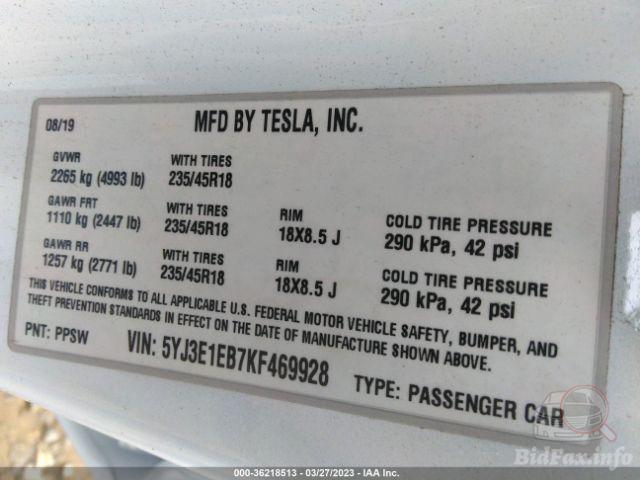 08/19 MFD BY TESLA, INC.
GVWR WITH TIRES
2265 kg (4993 lb) 235/45R18
GAWR FRT WITH TIRES RIM COLD TIRE PRESSURE
1110 kg (2447 lb) 235/45R18 18X8.5 J 290 kPa, 42 psi
GAWR RR WITH TIRES RIM COLD TIRE PRESSURE
1257 kg (2771 lb) 235/45R18 18X8.5 J 290 kPa, 42 psi
THIS VEHICLE CONFORMS TO ALL APPLICABLE U.S. FEDERAL MOTOR VEHICLE SAFETY, BUMPER, AND
THEFT PREVENTION STANDARDS IN EFFECT ON THE DATE OF MANUFACTURE SHOWN ABOVE.
PNT: PPSW VIN: 5YJ3E1EB7KF469928 TYPE: PASSENGER CAR
BidFax.info
000-36218513 - 03/27/2023 - IAA Inc.